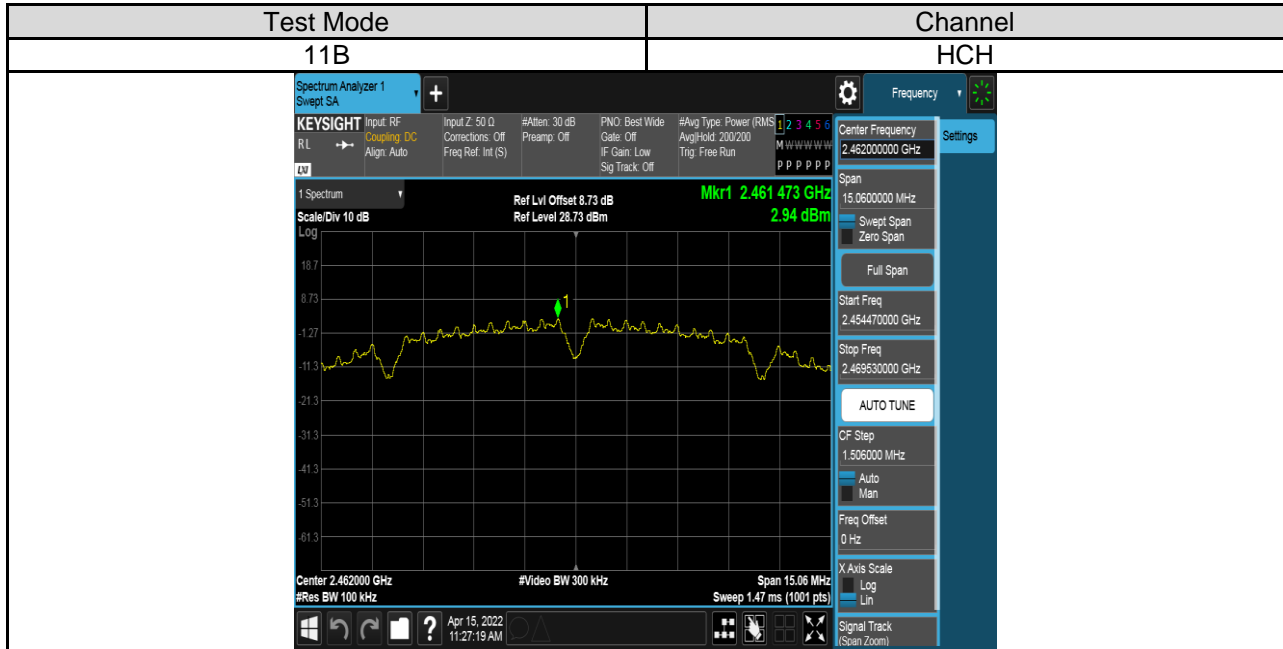 Test Mode Channel
11B HCH
Spectrum Analyzer 1
Swept SA
+
Frequency
KEYSIGHT
RL
LXI
Input: RF
Coupling: DC
Align: Auto
Input Z: 50 Ω
Corrections: Off
Freq Ref: Int (S)
#Atten: 30 dB
Preamp: Off
PNO: Best Wide
Gate: Off
IF Gain: Low
Sig Track: Off
#Avg Type: Power (RMS
Avg|Hold: 200/200
Trig: Free Run
1 2 3 4 5 6
M W W W W W
P P P P P P
1 Spectrum
Scale/Div 10 dB
Log
Ref Lvl Offset 8.73 dB
Ref Level 28.73 dBm
Mkr1 2.461 473 GHz
2.94 dBm
18.7
8.73
-1.27
-11.3
-21.3
-31.3
-41.3
-51.3
-61.3
1
Center 2.462000 GHz
#Res BW 100 kHz
#Video BW 300 kHz
Span 15.06 MHz
Sweep 1.47 ms (1001 pts)
?
Apr 15, 2022
11:27:19 AM
Center Frequency
2.462000000 GHz
Settings
Span
15.0600000 MHz
Swept Span
Zero Span
Full Span
Start Freq
2.454470000 GHz
Stop Freq
2.469530000 GHz
AUTO TUNE
CF Step
1.506000 MHz
Auto
Man
Freq Offset
0 Hz
X Axis Scale
Log
Lin
Signal Track
(Span Zoom)